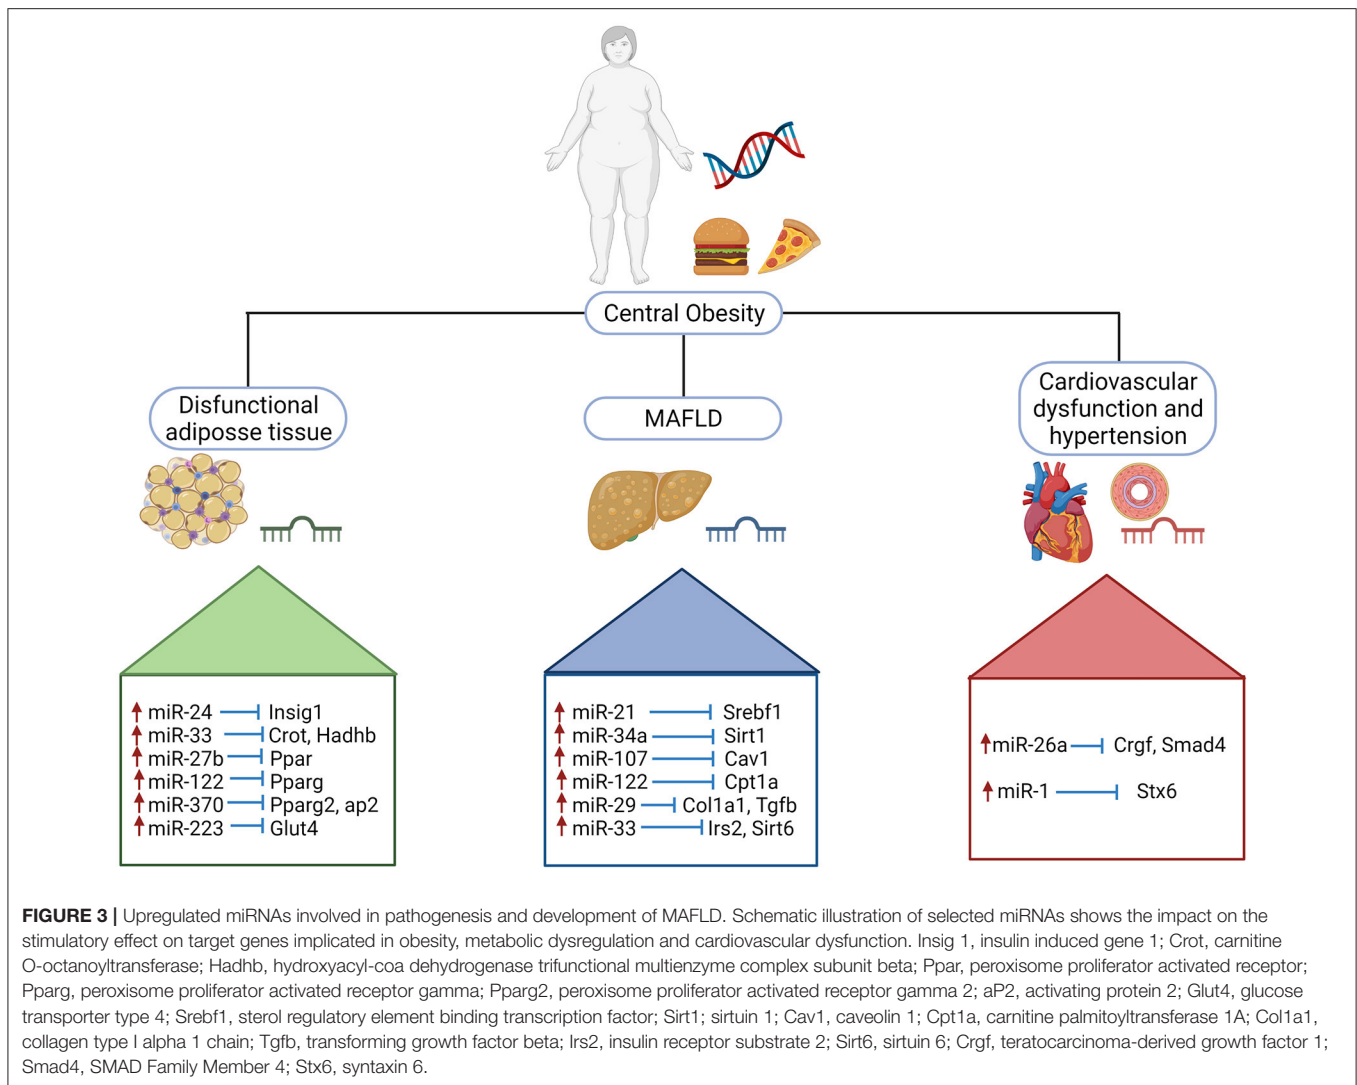 Central Obesity
Disfunctional
adiposse tissue
MAFLD
Cardiovascular
dysfunction and
hypertension
miR-24 Insig1
miR-33 Crot, Hadhb
miR-27b Ppar
miR-122 Pparg
miR-370 Pparg2, ap2
miR-223 Glut4
miR-21 Srebf1
miR-34a Sirt1
miR-107 Cav1
miR-122 Cpt1a
miR-29 Col1a1, Tgfb
miR-33 Irs2, Sirt6
miR-26a Crgf, Smad4
miR-1 Stx6
FIGURE 3 | Upregulated miRNAs involved in pathogenesis and development of MAFLD. Schematic illustration of selected miRNAs shows the impact on the
stimulatory effect on target genes implicated in obesity, metabolic dysregulation and cardiovascular dysfunction. Insig 1, insulin induced gene 1; Crot, carnitine
O-octanoyltransferase; Hadhb, hydroxyacyl-coa dehydrogenase trifunctional multienzyme complex subunit beta; Ppar, peroxisome proliferator activated receptor;
Pparg, peroxisome proliferator activated receptor gamma; Pparg2, peroxisome proliferator activated receptor gamma 2; aP2, activating protein 2; Glut4, glucose
transporter type 4; Srebf1, sterol regulatory element binding transcription factor; Sirt1; sirtuin 1; Cav1, caveolin 1; Cpt1a, carnitine palmitoyltransferase 1A; Col1a1,
collagen type I alpha 1 chain; Tgfb, transforming growth factor beta; Irs2, insulin receptor substrate 2; Sirt6, sirtuin 6; Crgf, teratocarcinoma-derived growth factor 1;
Smad4, SMAD Family Member 4; Stx6, syntaxin 6.